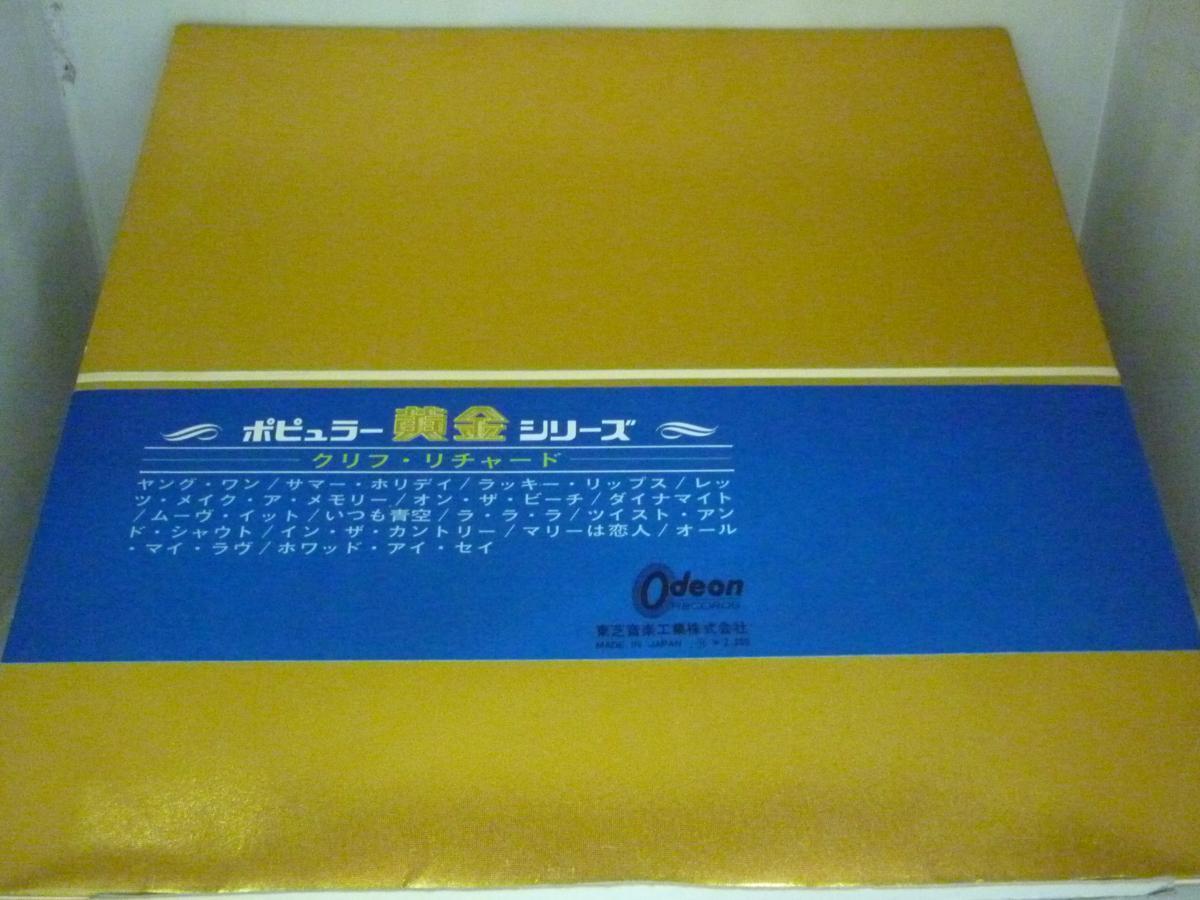 ポピュラー黄金シリーズ
クリフ・リチャード
ヤング・ワン/サマー・ホリデイ/ラッキー・リップス/レッ
ツ・メイク・ア・メモリー/オン・ザ・ビーチ/ダイナマイト
/ムーヴ・イット/いつも青空/ラ・ラ・ラ/ツイスト・アン
ド・シャウト/イン・ザ・カントリー/マリーは恋人/オール
・マイ・ラヴ/ホワッド・アイ・セイ
Odeon
RECORDS
東芝音楽工業株式会社
MADE IN JAPAN